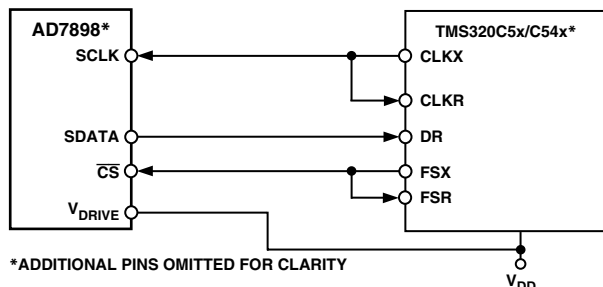 AD7898*
TMS320C5x/C54x*
SCLK
CLKX
CLKR
SDATA
DR
CS
FSX
FSR
VDRIVE
*ADDITIONAL PINS OMITTED FOR CLARITY
VDD